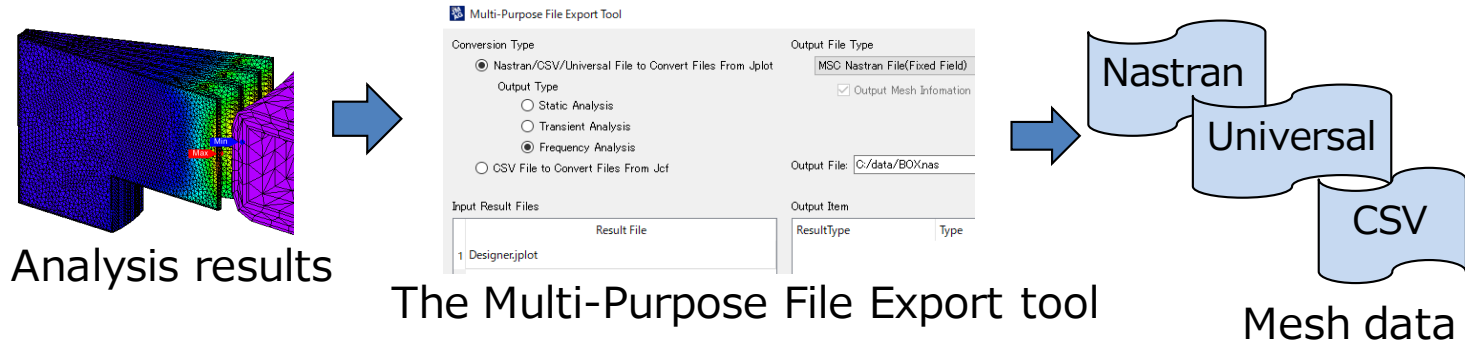 Min
Max
Analysis results
Multi-Purpose File Export Tool
Conversion Type
Nastran/CSV/Universal File to Convert Files From Jplot
Output Type
Static Analysis
Transient Analysis
Frequency Analysis
CSV File to Convert Files From Jcf
Output File Type
MSC Nastran File(Fixed Field)
Output Mesh Infomation
Output File: C:/data/BOX.nas
Input Result Files
Result File
1 Designer.jplot
Output Item
ResultType Type
The Multi-Purpose File Export tool
Nastran
Universal
CSV
Mesh data